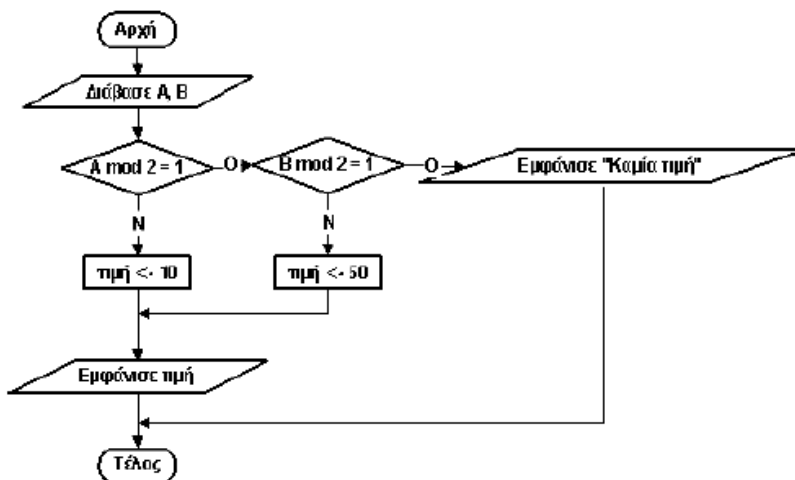 Αρχή
Διάβασε Α, Β
Α mod 2 = 1
Ο
Β mod 2 = 1
Ο
Εμφάνισε "Καμία τιμή"
Ν
Ν
τιμή <- 10
τιμή <- 50
Εμφάνισε τιμή
Τέλος